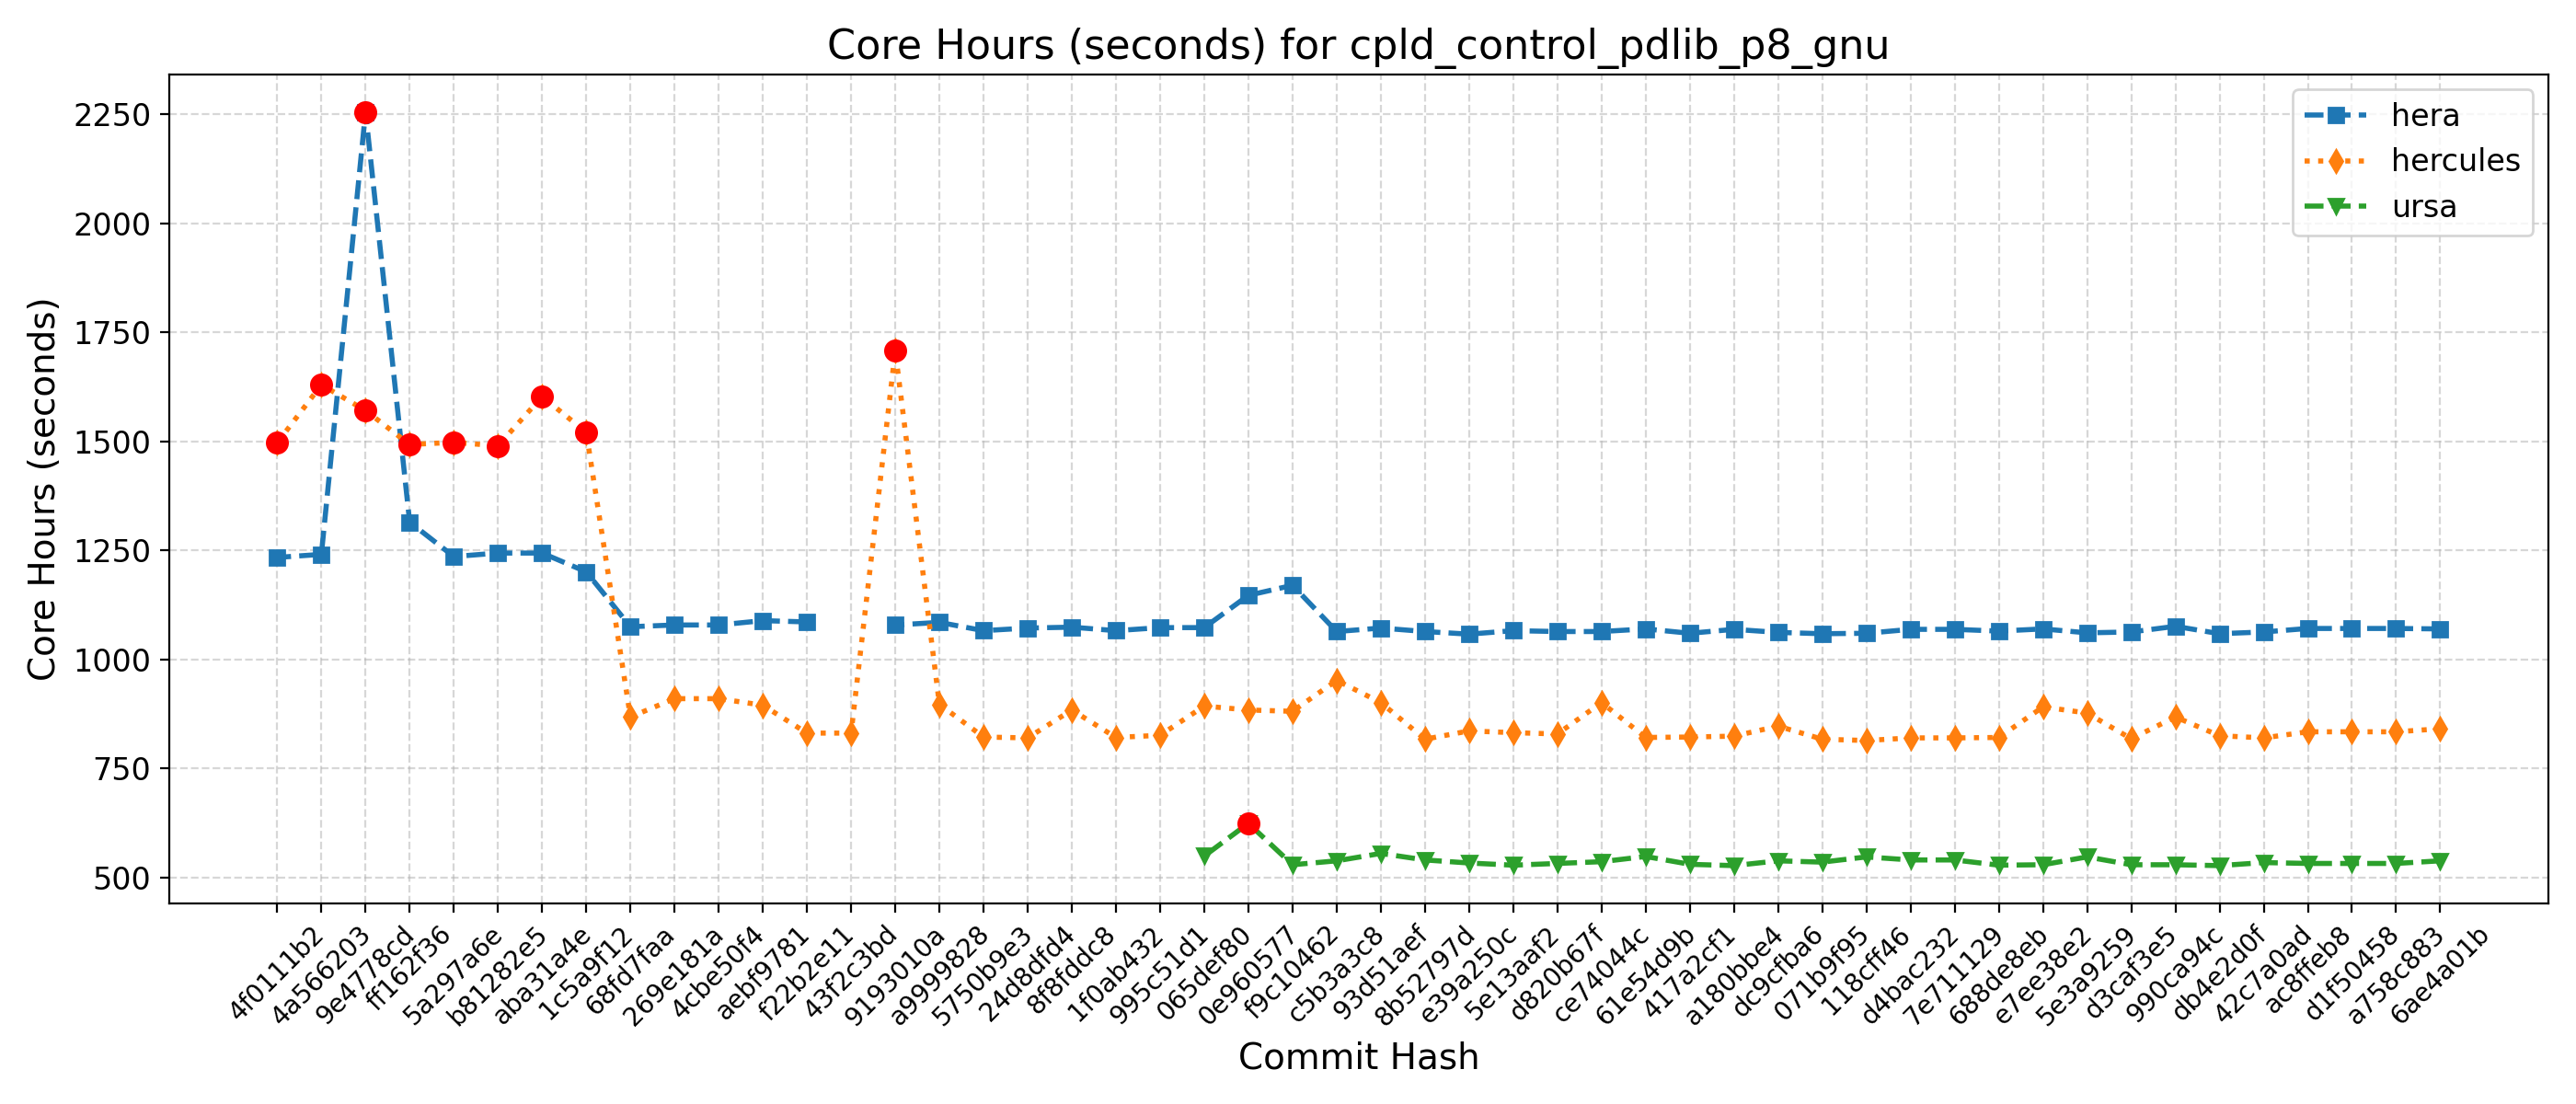 Core Hours (seconds) for cpld_control_pdlib_p8_gnu
hera
hercules
ursa
Core Hours (seconds)
2250
2000
1750
1500
1250
1000
750
500
4f0111b2
4a566203
9e4778cd
ff162f36
5a297a6e
b81282e5
aba31a4e
1c5a9f12
68fd7faa
269e181a
4cbe50f4
aebf9781
f22b2e11
43f2c3bd
9193010a
a9999828
5750b9e3
24d8dfd4
8f8fddc8
1f0ab432
995c51d1
065def80
0e960577
f9c10462
c5b3a3c8
93d51aef
8b52797d
e39a250c
5e13aaf2
d820b67f
ce74044c
61e54d9b
417a2cf1
a180bbe4
dc9cfba6
071b9f95
118cff46
d4bac232
7e711129
688de8eb
e7ee38e2
5e3a9259
d3caf3e5
990ca94c
db4e2d0f
42c7a0ad
ac8ffeb8
d1f50458
a758c883
6ae4a01b
Commit Hash